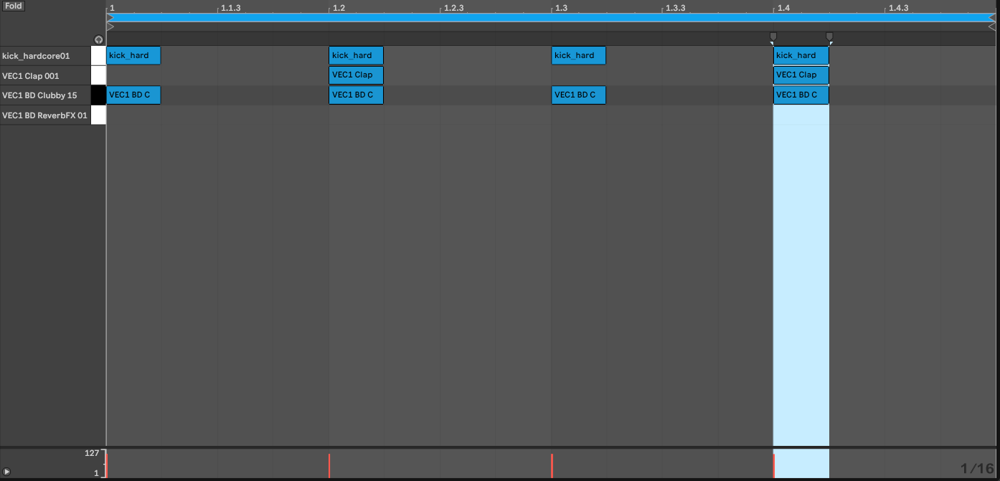 Fold
1 1.1.3 1.2 1.2.3 1.3 1.3.3 1.4 1.4.3
kick_hardcore01 kick_hard kick_hard kick_hard kick_hard
VEC1 Clap 001 VEC1 Clap VEC1 Clap
VEC1 BD Clubby 15 VEC1 BD C VEC1 BD C VEC1 BD C VEC1 BD C
VEC1 BD ReverbFX 01
127
1
1/16